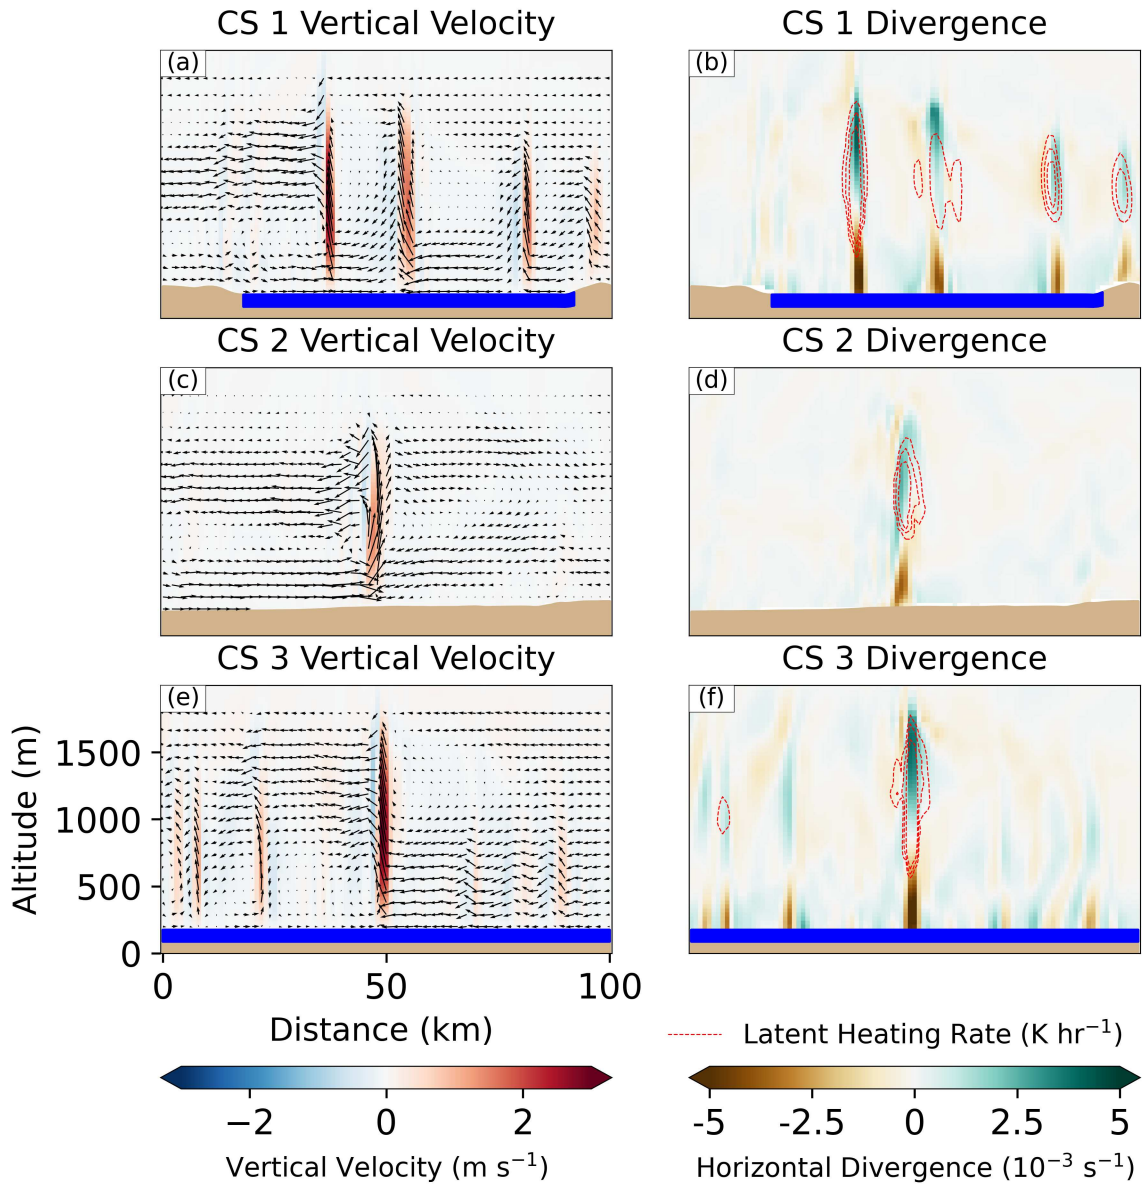 CS 1 Vertical Velocity
CS 1 Divergence
(a)
(b)
CS 2 Vertical Velocity
CS 2 Divergence
(c)
(d)
CS 3 Vertical Velocity
CS 3 Divergence
(e)
(f)
Altitude (m)
1500
1000
500
0
0 50 100
Distance (km)
Latent Heating Rate (K hr⁻¹)
−2 0 2
Vertical Velocity (m s⁻¹)
-5 -2.5 0 2.5 5
Horizontal Divergence (10⁻³ s⁻¹)